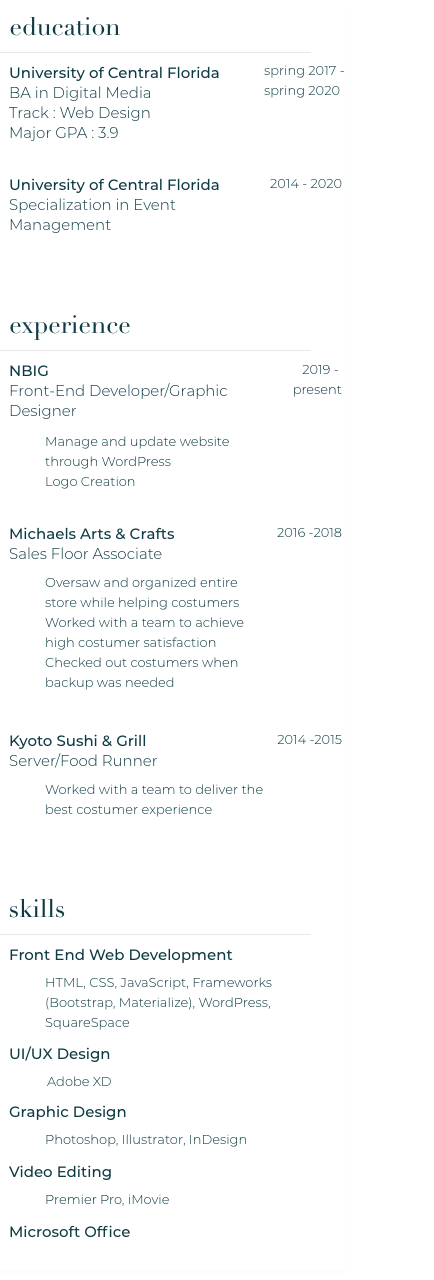 education
University of Central Florida
spring 2017 -
BA in Digital Media
spring 2020
Track : Web Design
Major GPA : 3.9
University of Central Florida
2014 - 2020
Specialization in Event
Management
experience
NBIG
2019 -
Front-End Developer/Graphic
present
Designer
Manage and update website
through WordPress
Logo Creation
Michaels Arts & Crafts
2016 -2018
Sales Floor Associate
Oversaw and organized entire
store while helping costumers
Worked with a team to achieve
high costumer satisfaction
Checked out costumers when
backup was needed
Kyoto Sushi & Grill
2014 -2015
Server/Food Runner
Worked with a team to deliver the
best costumer experience
skills
Front End Web Development
HTML, CSS, JavaScript, Frameworks
(Bootstrap, Materialize), WordPress,
SquareSpace
UI/UX Design
Adobe XD
Graphic Design
Photoshop, Illustrator, InDesign
Video Editing
Premier Pro, iMovie
Microsoft Office